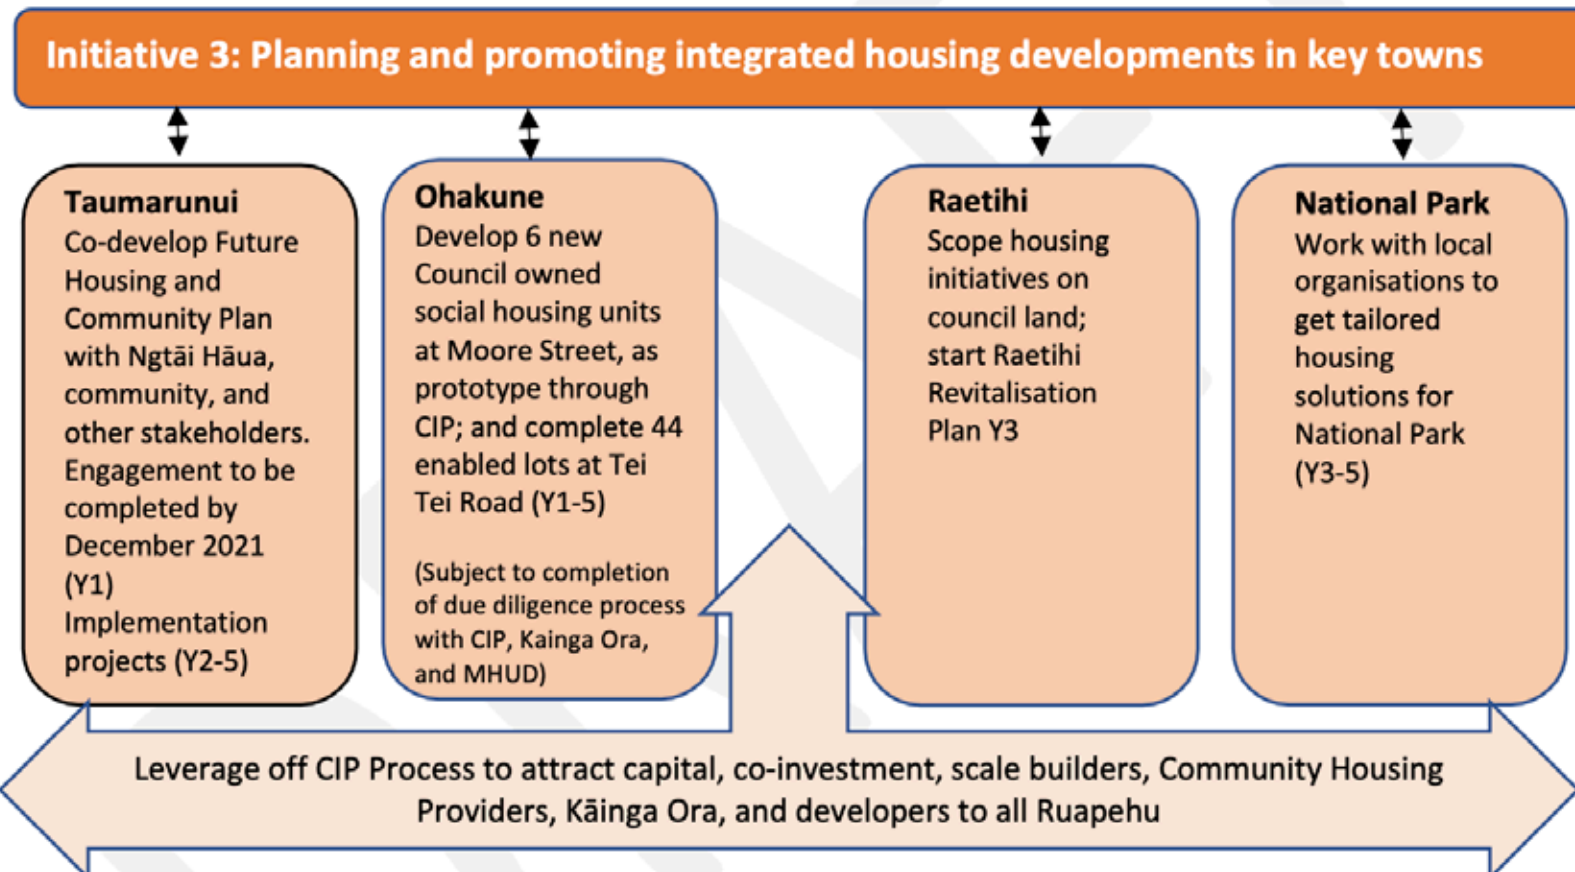 Initiative 3: Planning and promoting integrated housing developments in key towns
Taumarunui
Co-develop Future
Housing and
Community Plan
with Ngtāi Hāua,
community, and
other stakeholders.
Engagement to be
completed by
December 2021
(Y1)
Implementation
projects (Y2-5)
Ohakune
Develop 6 new
Council owned
social housing units
at Moore Street, as
prototype through
CIP; and complete 44
enabled lots at Tei
Tei Road (Y1-5)
(Subject to completion
of due diligence process
with CIP, Kainga Ora,
and MHUD)
Raetihi
Scope housing
initiatives on
council land;
start Raetihi
Revitalisation
Plan Y3
National Park
Work with local
organisations to
get tailored
housing
solutions for
National Park
(Y3-5)
Leverage off CIP Process to attract capital, co-investment, scale builders, Community Housing
Providers, Kāinga Ora, and developers to all Ruapehu